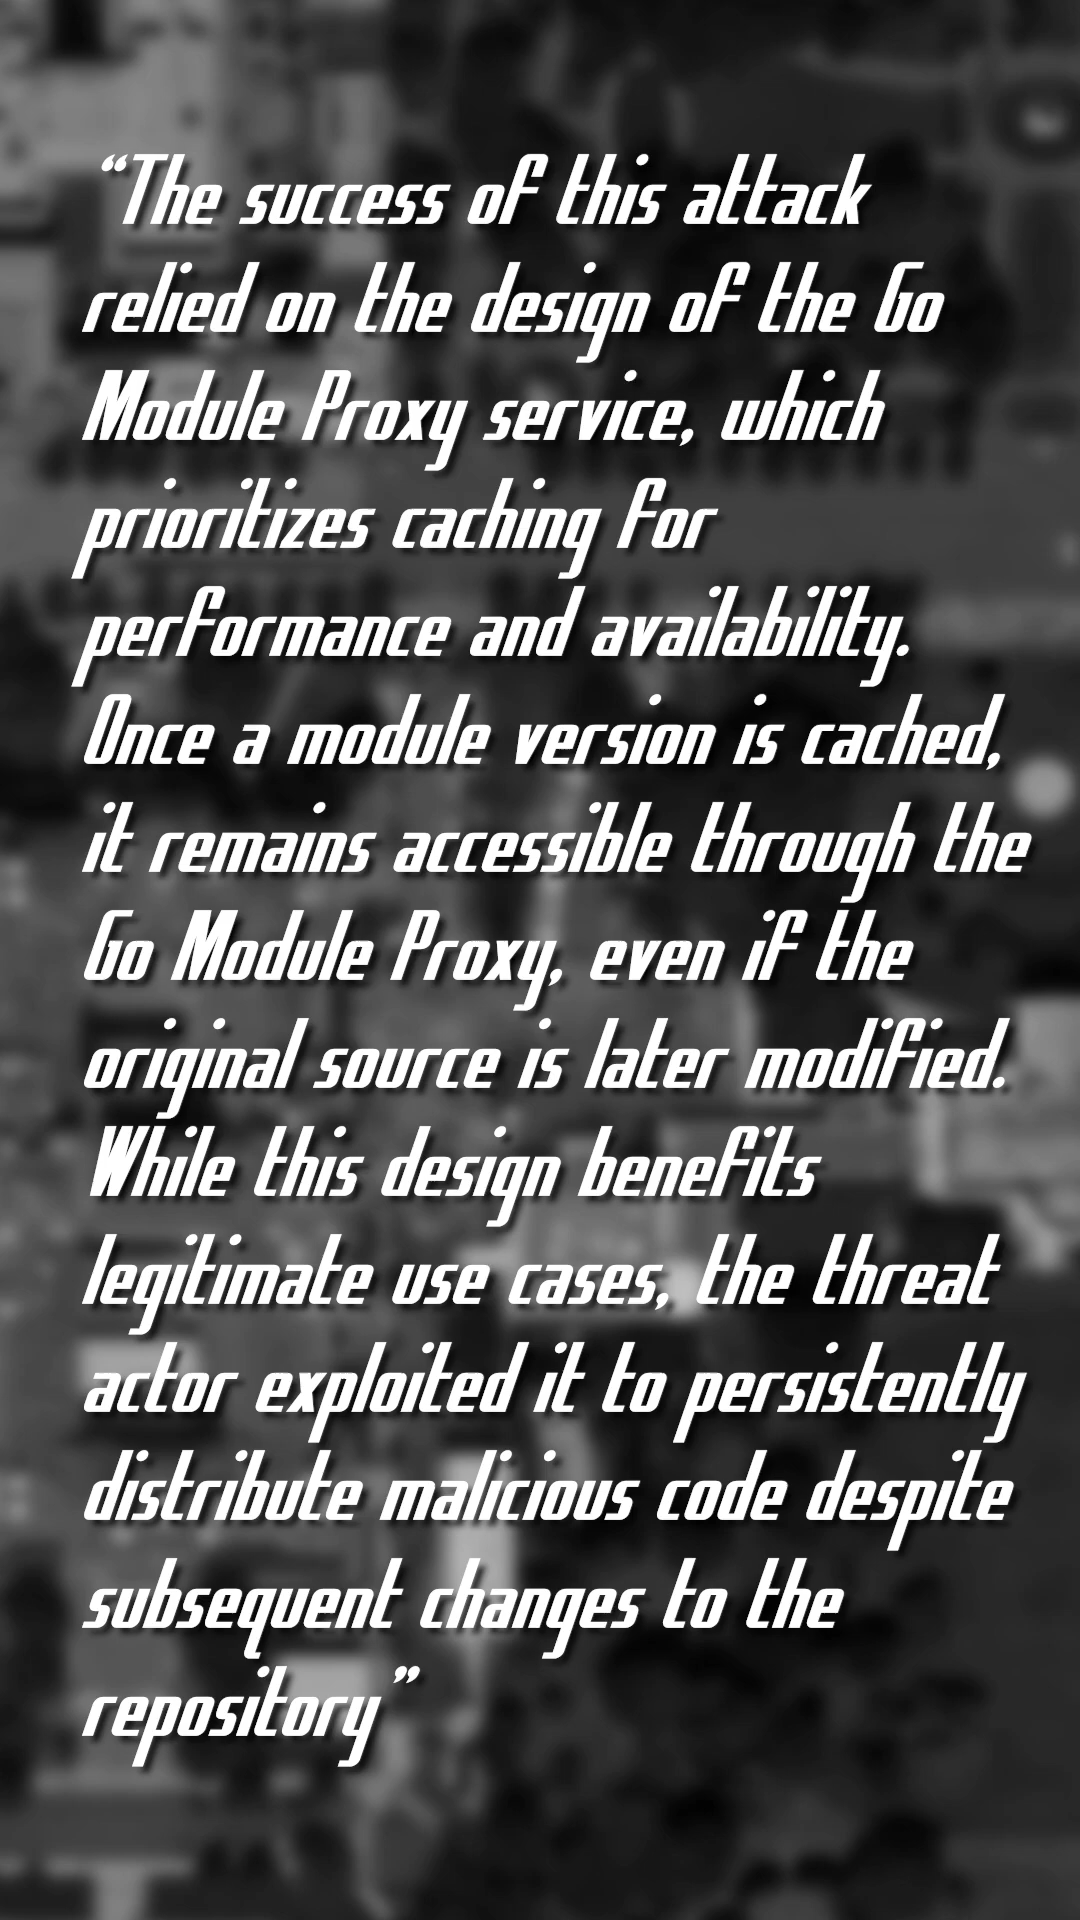 “The success of this attack
relied on the design of the Go
Module Proxy service, which
prioritizes caching for
performance and availability.
Once a module version is cached,
it remains accessible through the
Go Module Proxy, even if the
original source is later modified.
While this design benefits
legitimate use cases, the threat
actor exploited it to persistently
distribute malicious code despite
subsequent changes to the
repository”